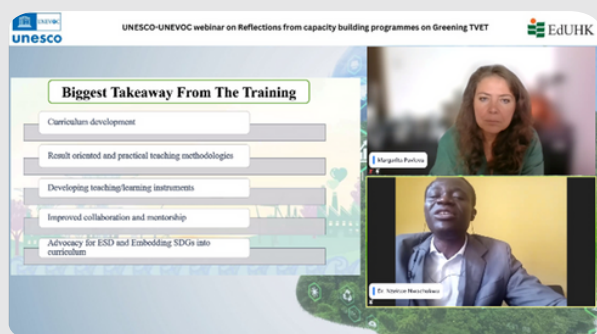 UNEVOC
unesco
UNESCO-UNEVOC webinar on Reflections from capacity building programmes on Greening TVET
EdUHK
Biggest Takeaway From The Training
Curriculum development
Result oriented and practical teaching methodologies
Developing teaching/learning instruments
Improved collaboration and mentorship
Advocacy for ESD and Embedding SDGs into
curriculum
Margarita Pavlova
Dr.